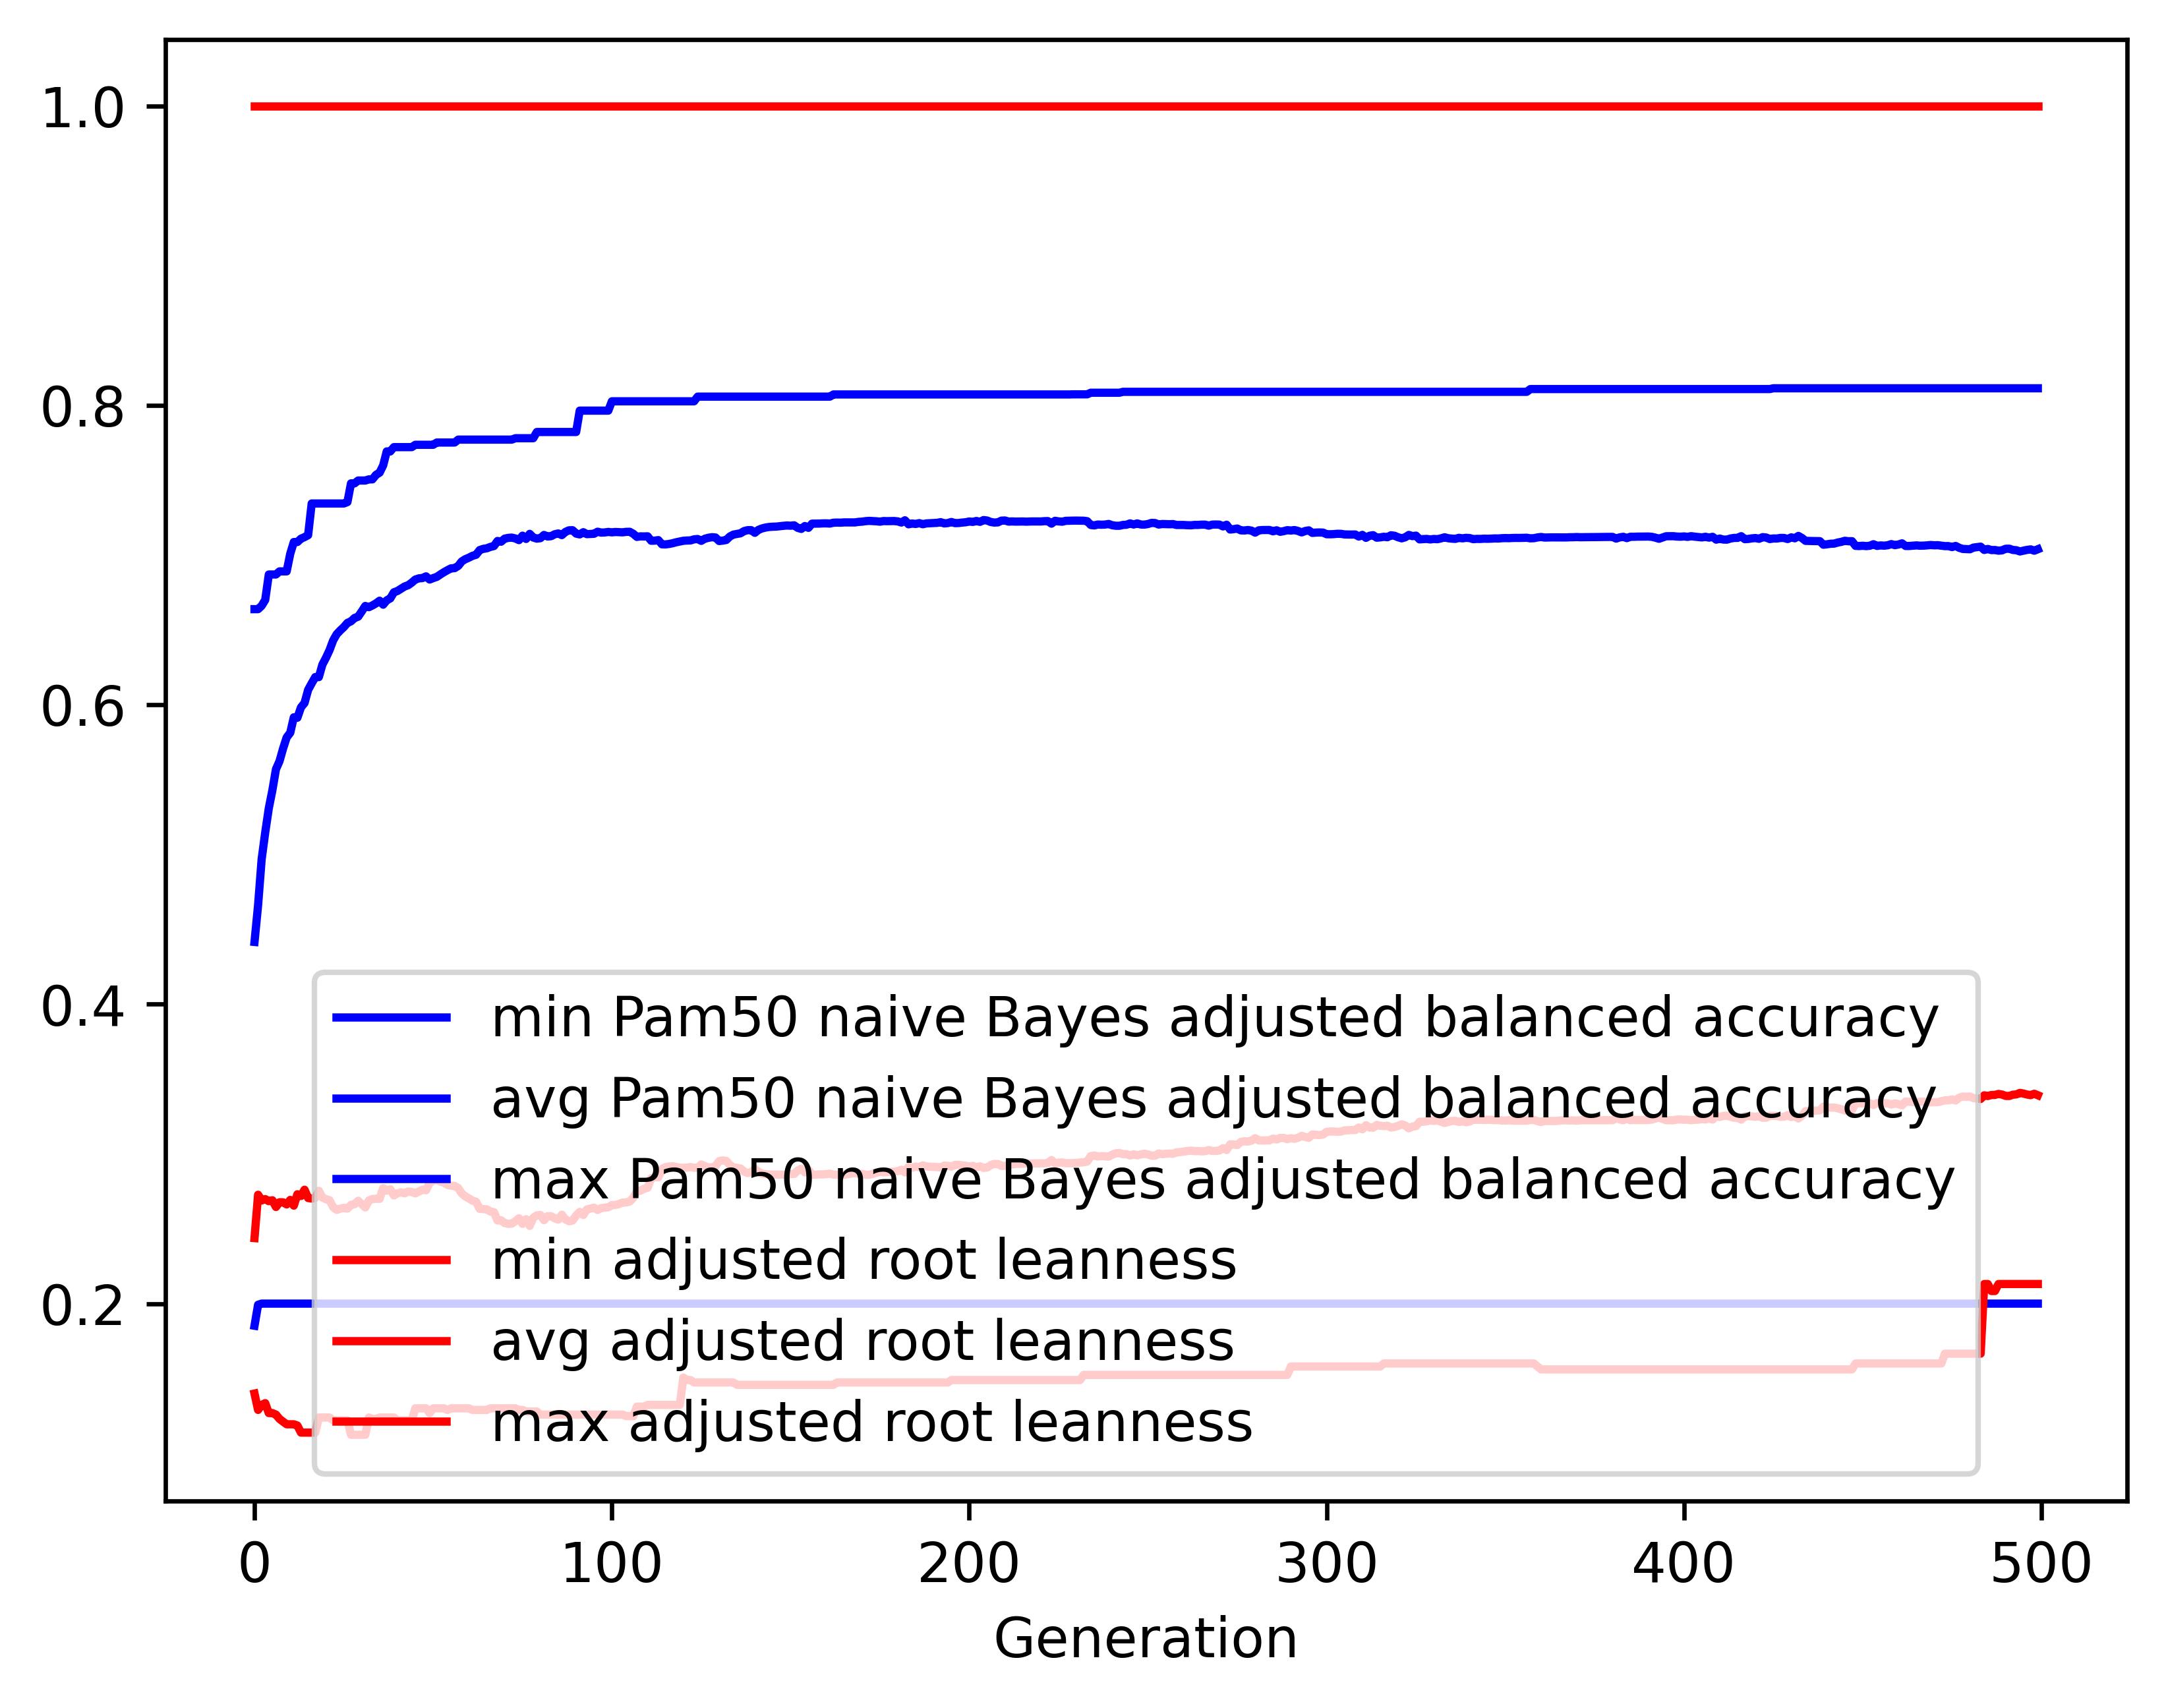 1.0
0.8
0.6
0.4
0.2
min Pam50 naive Bayes adjusted balanced accuracy
avg Pam50 naive Bayes adjusted balanced accuracy
max Pam50 naive Bayes adjusted balanced accuracy
min adjusted root leanness
avg adjusted root leanness
max adjusted root leanness
0 100 200 300 400 500
Generation